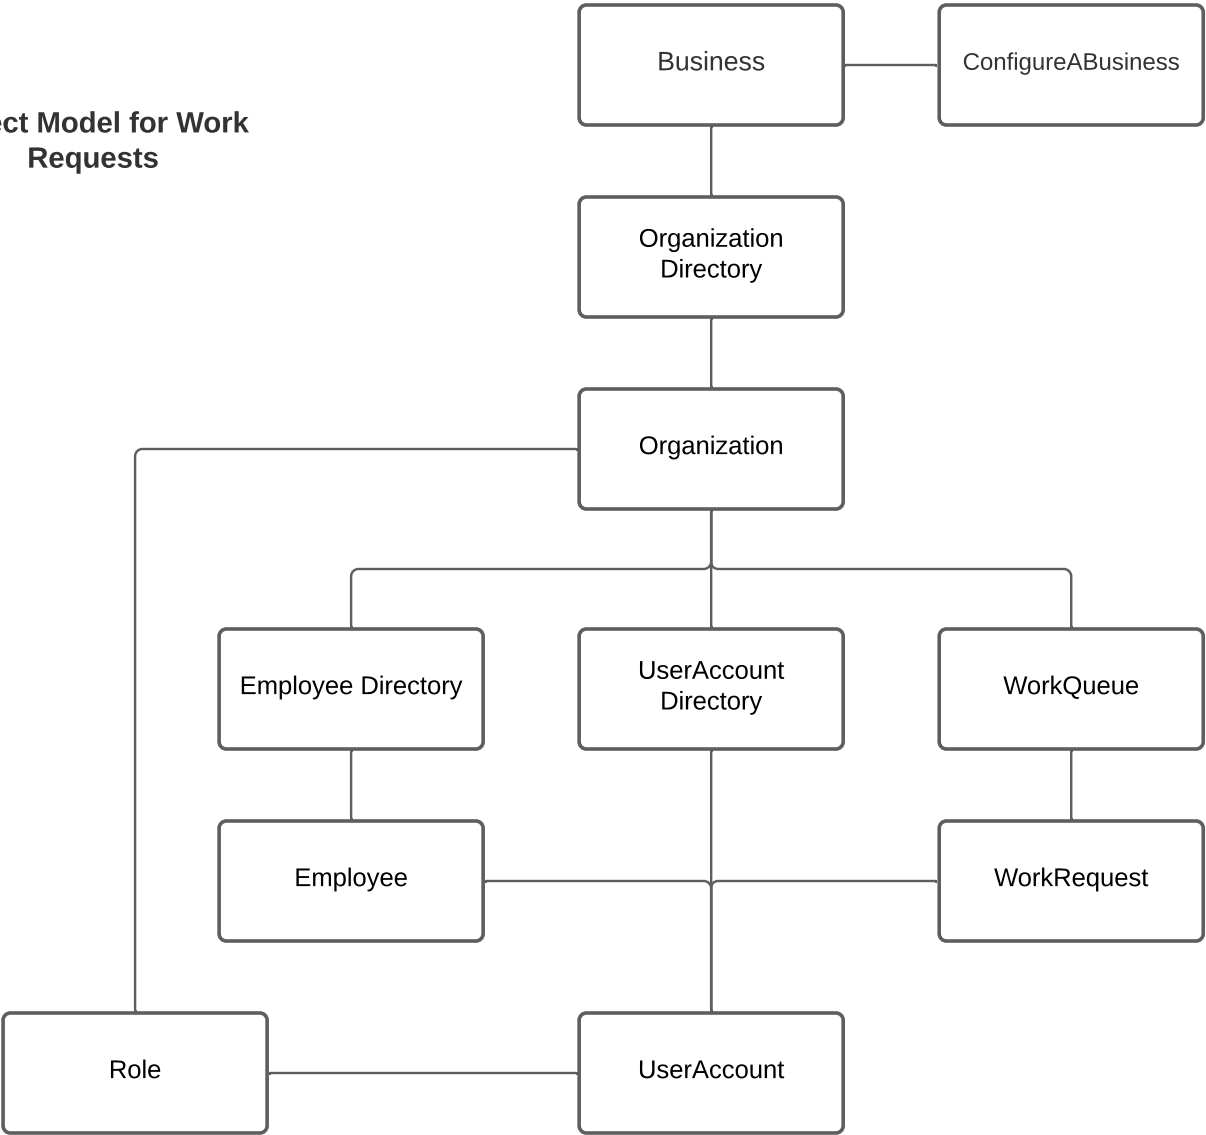 Business
ConfigureABusiness
ect Model for Work
Requests
Organization
Directory
Organization
Employee Directory
UserAccount
Directory
WorkQueue
Employee
WorkRequest
Role
UserAccount